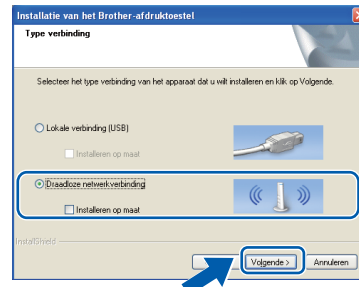 Installatie van het Brother-afdruktoestel
Type verbinding
Selecteer het type verbinding van het apparaat dat u wilt installeren en klik op Volgende.
Lokale verbinding (USB)
Installeren op maat
Draadloze netwerkverbinding
Installeren op maat
InstallShield
Volgende >
Annuleren